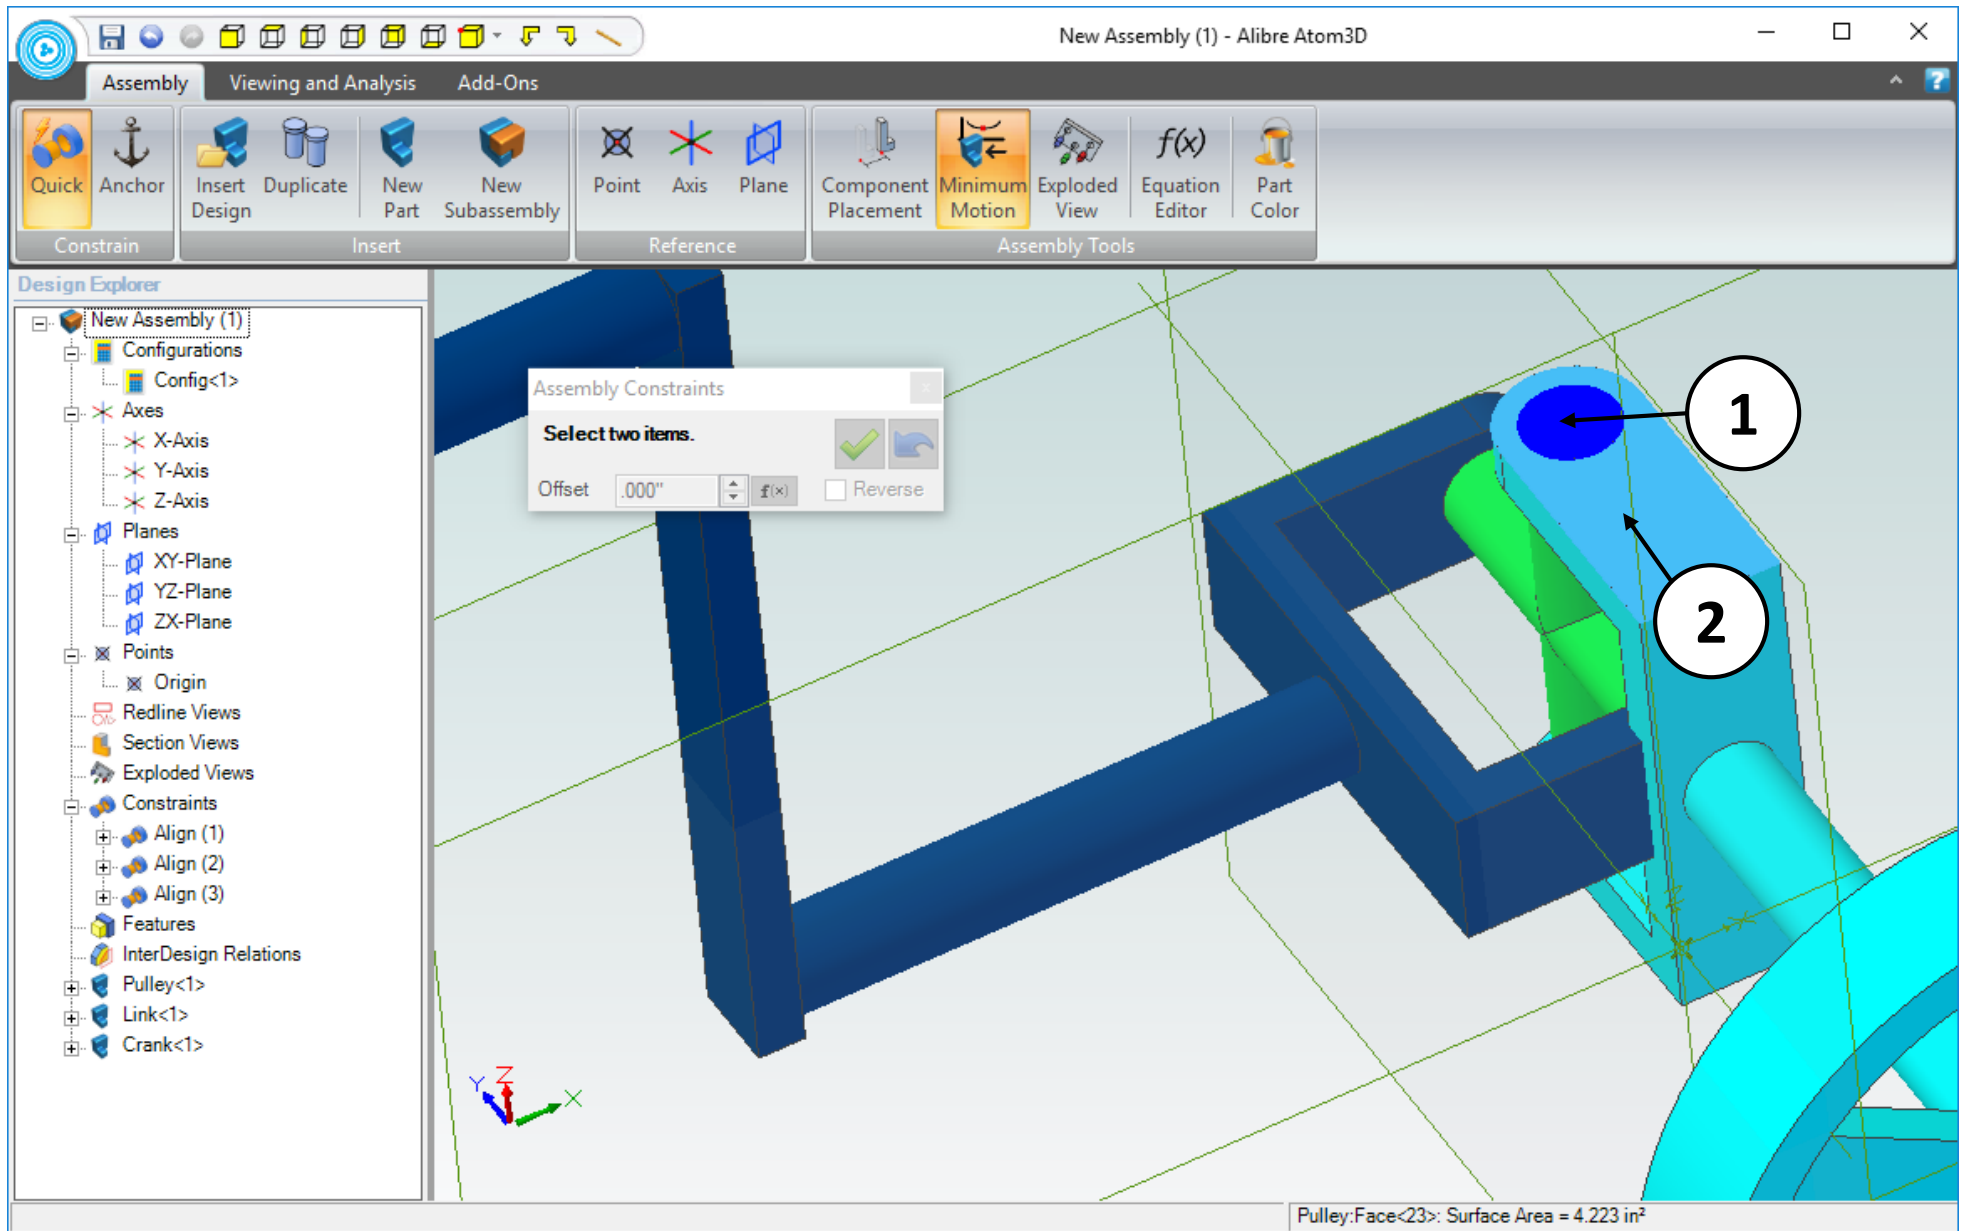 New Assembly (1) - Alibre Atom3D
Assembly
Viewing and Analysis
Add-Ons
?
Quick
Anchor
Insert Design
Duplicate
New Part
New Subassembly
Point
Axis
Plane
Component Placement
Minimum Motion
Exploded View
f(x)
Equation Editor
Part Color
Constrain
Insert
Reference
Assembly Tools
Design Explorer
New Assembly (1)
Configurations
Config<1>
Axes
X-Axis
Y-Axis
Z-Axis
Planes
XY-Plane
YZ-Plane
ZX-Plane
Points
Origin
Redline Views
Section Views
Exploded Views
Constraints
Align (1)
Align (2)
Align (3)
Features
InterDesign Relations
Pulley<1>
Link<1>
Crank<1>
Assembly Constraints
Select two items.
Offset
.000"
f(x)
Reverse
1
2
Z
Y
X
Pulley:Face<23>: Surface Area = 4.223 in²